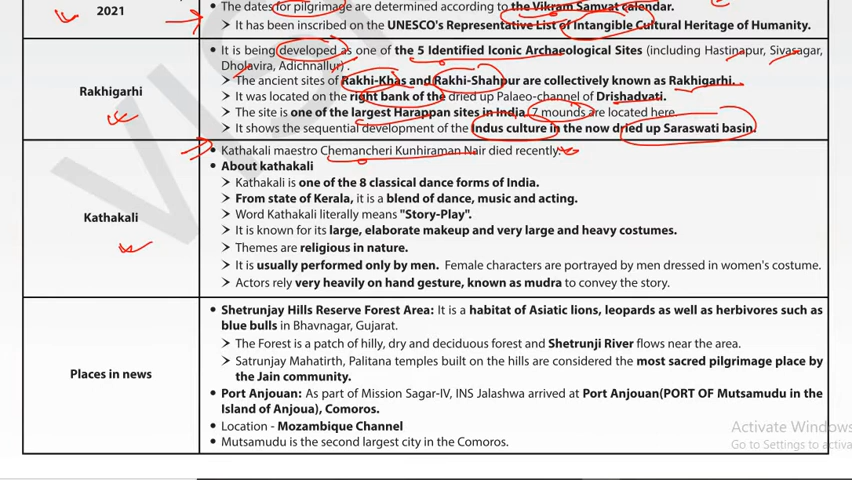 The dates for pilgrimage are determined according to the Vikram Samvat calendar.
2021
➢ It has been inscribed on the UNESCO's Representative List of Intangible Cultural Heritage of Humanity.
• It is being developed as one of the 5 Identified Iconic Archaeological Sites (including Hastinapur, Sivasagar,
Dholavira, Adichnallur) .
➢ The ancient sites of Rakhi-Khas and Rakhi-Shahpur are collectively known as Rakhigarhi.
Rakhigarhi
➢ It was located on the right bank of the dried up Palaeo-channel of Drishadvati.
➢ The site is one of the largest Harappan sites in India. 7 mounds are located here.
➢ It shows the sequential development of the Indus culture in the now dried up Saraswati basin.
• Kathakali maestro Chemancheri Kunhiraman Nair died recently.
• About kathakali
➢ Kathakali is one of the 8 classical dance forms of India.
➢ From state of Kerala, it is a blend of dance, music and acting.
Kathakali
➢ Word Kathakali literally means "Story-Play".
➢ It is known for its large, elaborate makeup and very large and heavy costumes.
➢ Themes are religious in nature.
➢ It is usually performed only by men. Female characters are portrayed by men dressed in women's costume.
➢ Actors rely very heavily on hand gesture, known as mudra to convey the story.
• Shetrunjay Hills Reserve Forest Area: It is a habitat of Asiatic lions, leopards as well as herbivores such as
blue bulls in Bhavnagar, Gujarat.
➢ The Forest is a patch of hilly, dry and deciduous forest and Shetrunji River flows near the area.
➢ Satrunjay Mahatirth, Palitana temples built on the hills are considered the most sacred pilgrimage place by
the Jain community.
Places in news
• Port Anjouan: As part of Mission Sagar-IV, INS Jalashwa arrived at Port Anjouan(PORT OF Mutsamudu in the
Island of Anjoua), Comoros.
• Location - Mozambique Channel
• Mutsamudu is the second largest city in the Comoros.
Activate Windows
Go to Settings to activa